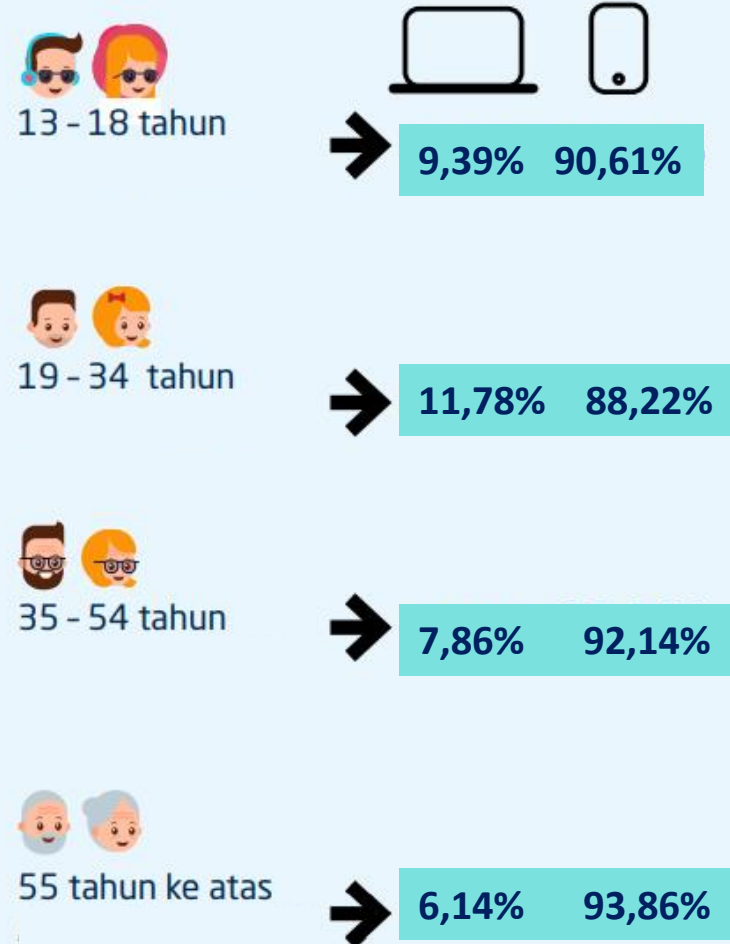 13 - 18 tahun
9,39% 90,61%
19 - 34 tahun
11,78% 88,22%
35 - 54 tahun
7,86% 92,14%
55 tahun ke atas
6,14% 93,86%